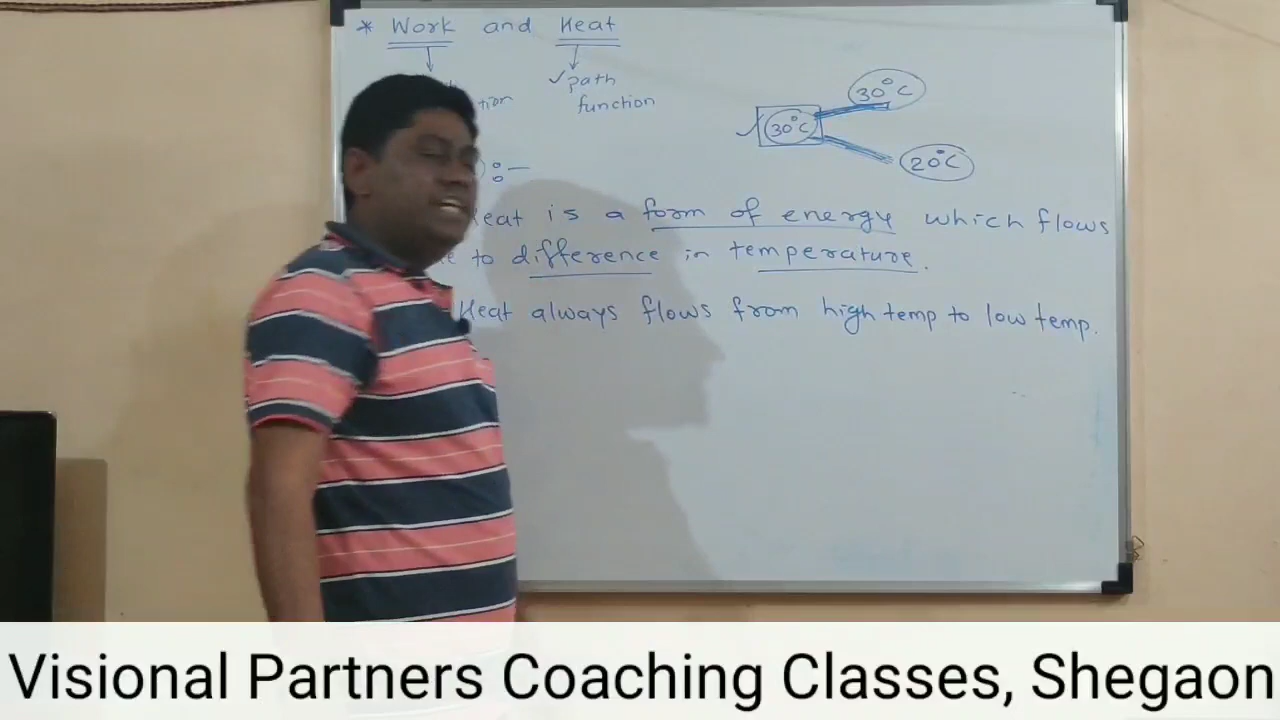 * Work and Heat
path
function
30°C
30°C
20°C
is a form of energy which flows
to difference in temperature.
Heat always flows from high temp to low temp.
Visional Partners Coaching Classes, Shegaon